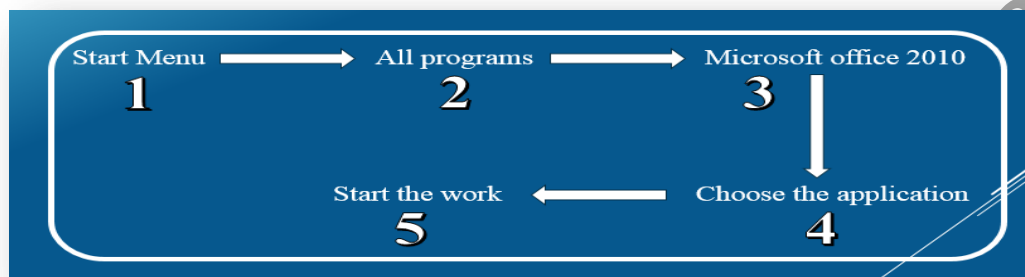 Start Menu All programs Microsoft office 2010
1 2 3
Choose the application
4
Start the work
5